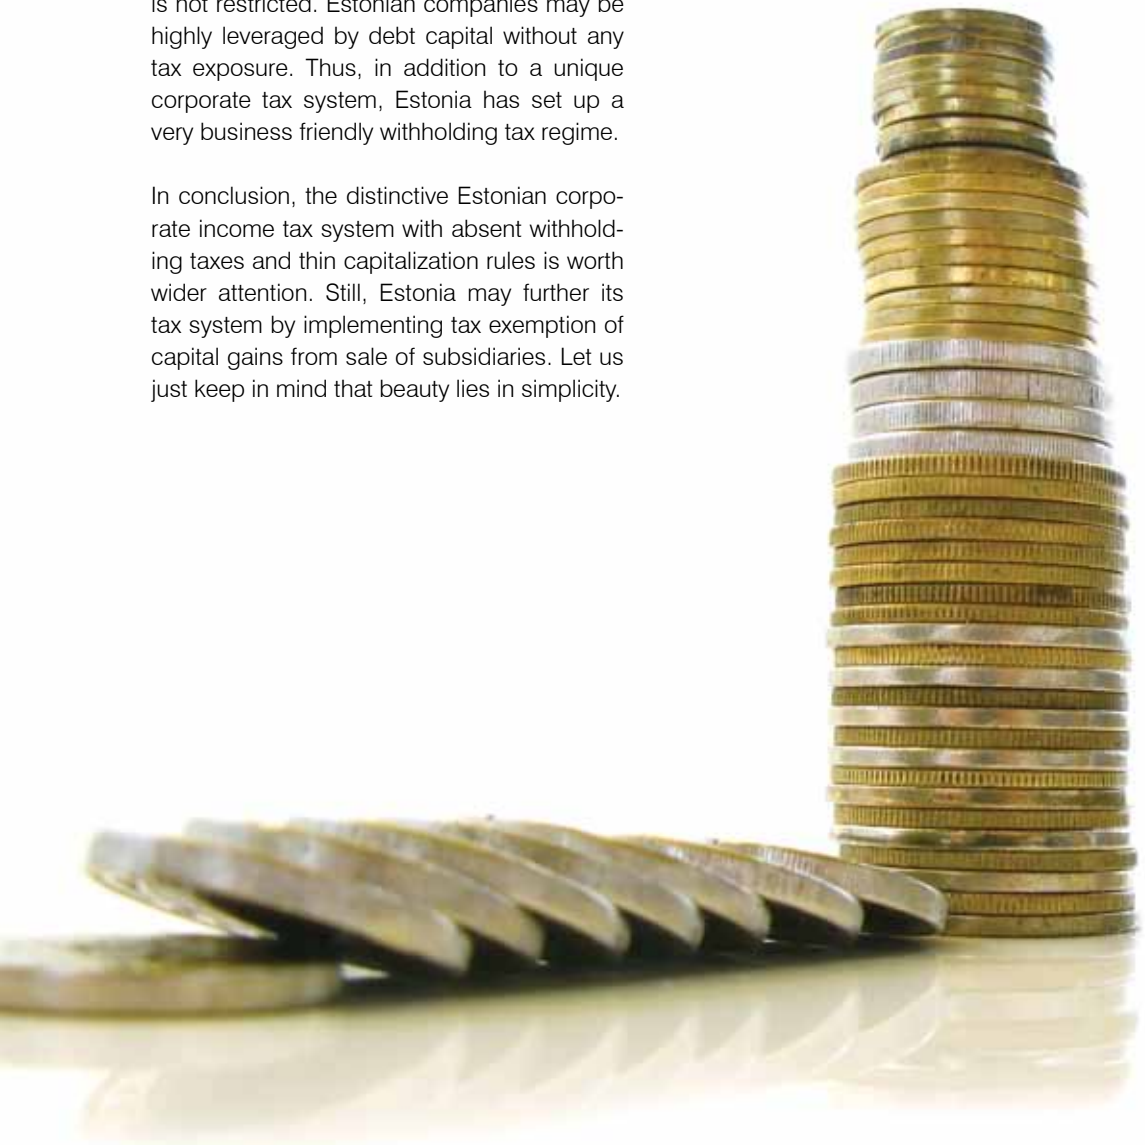 is not restricted. Estonian companies may be
highly leveraged by debt capital without any
tax exposure. Thus, in addition to a unique
corporate tax system, Estonia has set up a
very business friendly withholding tax regime.
In conclusion, the distinctive Estonian corpo-
rate income tax system with absent withhold-
ing taxes and thin capitalization rules is worth
wider attention. Still, Estonia may further its
tax system by implementing tax exemption of
capital gains from sale of subsidiaries. Let us
just keep in mind that beauty lies in simplicity.